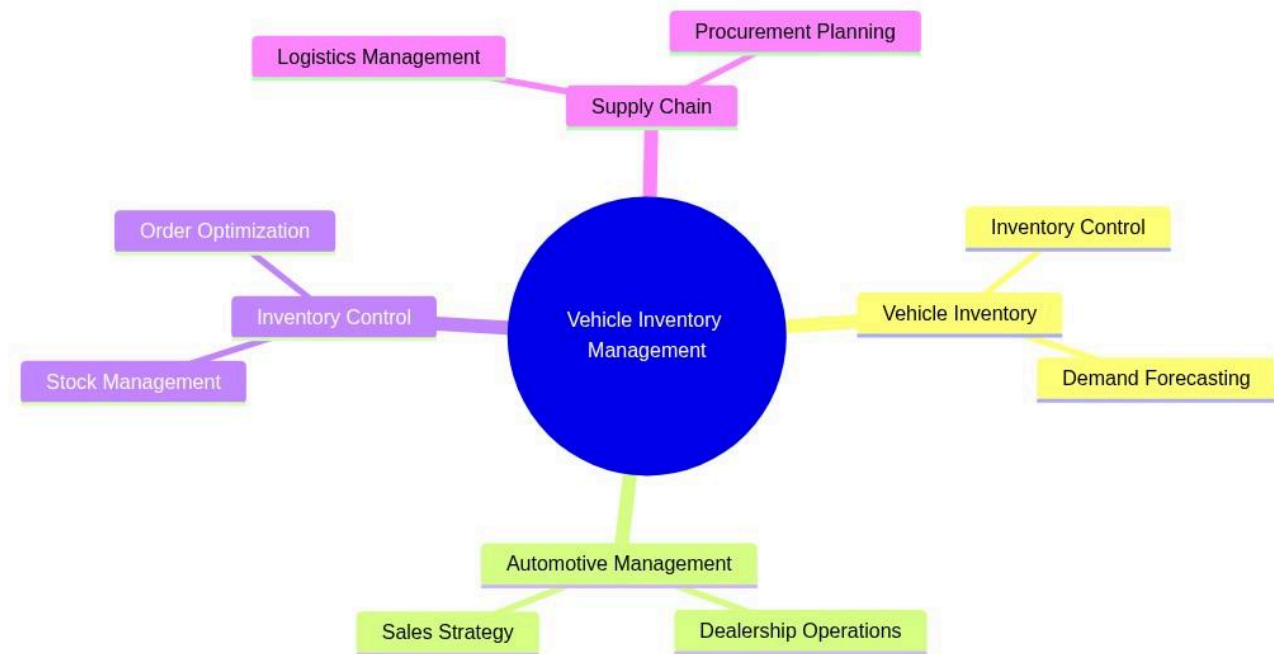 Procurement Planning
Logistics Management
Supply Chain
Order Optimization
Inventory Control
Inventory Control
Vehicle Inventory
Vehicle Inventory
Management
Stock Management
Demand Forecasting
Automotive Management
Sales Strategy
Dealership Operations